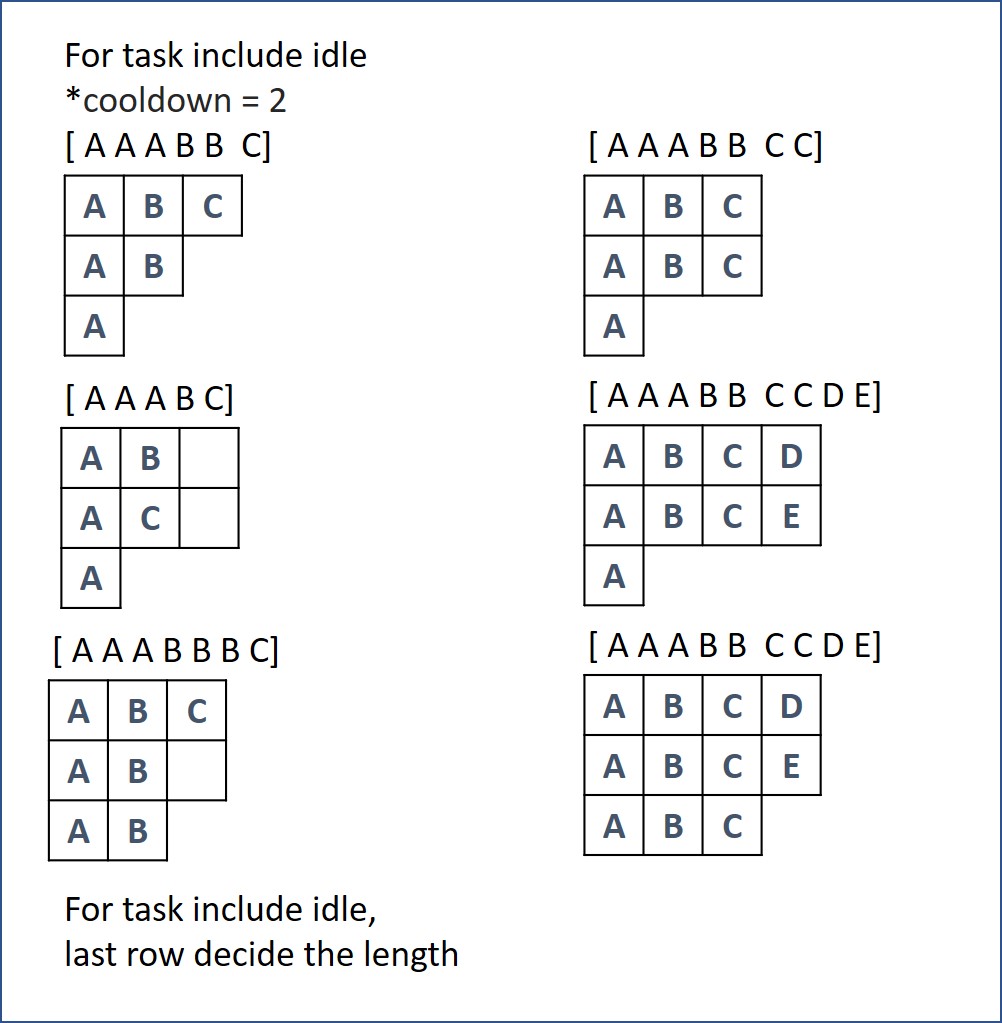 For task include idle
*cooldown = 2
[ A A A B B C]
A B C
A B
A
[ A A A B C]
A B
A C
A
[ A A A B B B C]
A B C
A B
A B
[ A A A B B C C]
A B C
A B C
A
[ A A A B B C C D E]
A B C D
A B C E
A
[ A A A B B C C D E]
A B C D
A B C E
A B C
For task include idle,
last row decide the length